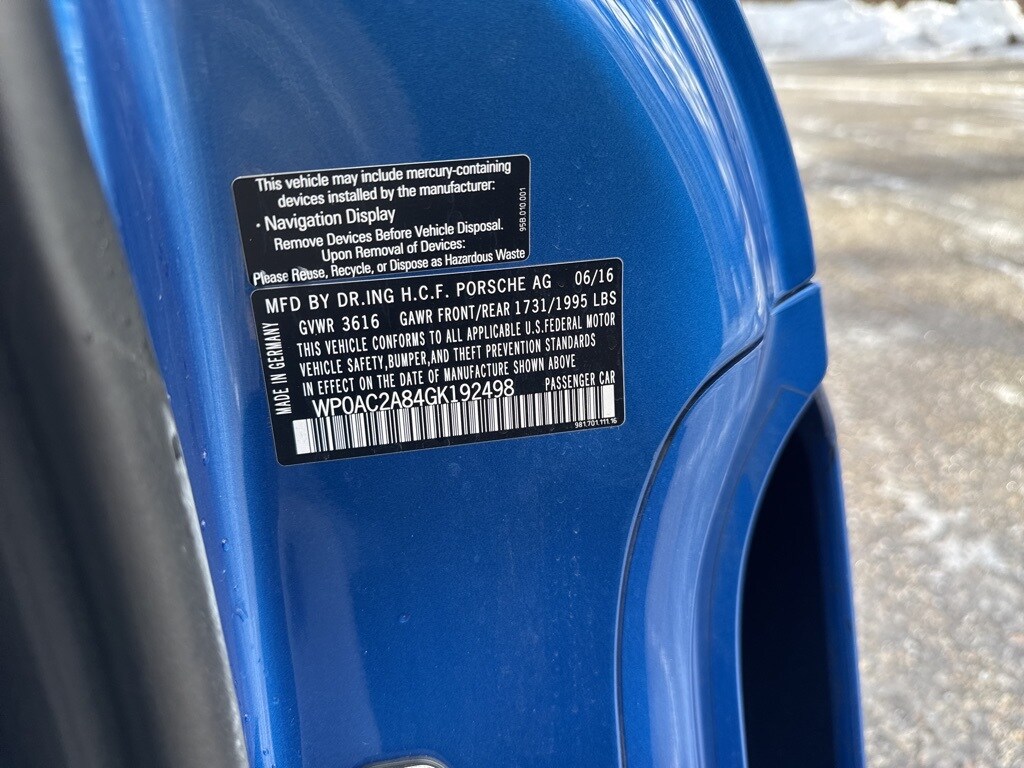 This vehicle may include mercury-containing
devices installed by the manufacturer:
· Navigation Display
Remove Devices Before Vehicle Disposal.
Upon Removal of Devices:
Please Reuse, Recycle, or Dispose as Hazardous Waste
95B.010.001
MFD BY DR.ING H.C.F. PORSCHE AG 06/16
GVWR 3616 GAWR FRONT/REAR 1731/1995 LBS
THIS VEHICLE CONFORMS TO ALL APPLICABLE U.S.FEDERAL MOTOR
VEHICLE SAFETY,BUMPER,AND THEFT PREVENTION STANDARDS
IN EFFECT ON THE DATE OF MANUFACTURE SHOWN ABOVE
WP0AC2A84GK192498 PASSENGER CAR
MADE IN GERMANY
981.701.111.16